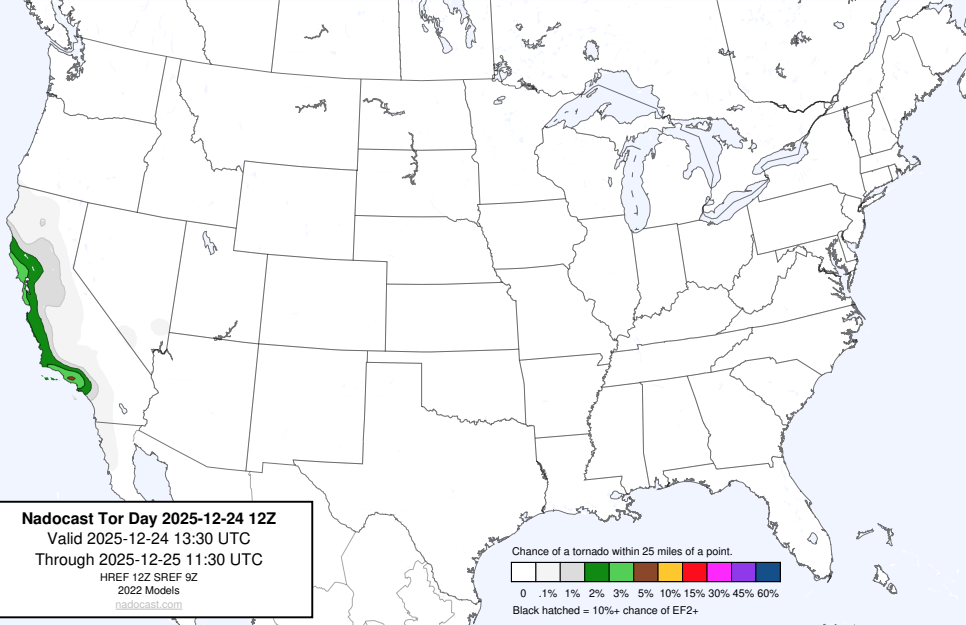 Nadocast Tor Day 2025-12-24 12Z
Valid 2025-12-24 13:30 UTC
Through 2025-12-25 11:30 UTC
HREF 12Z SREF 9Z
2022 Models
nadocast.com
Chance of a tornado within 25 miles of a point.
0 .1% 1% 2% 3% 5% 10% 15% 30% 45% 60%
Black hatched = 10%+ chance of EF2+